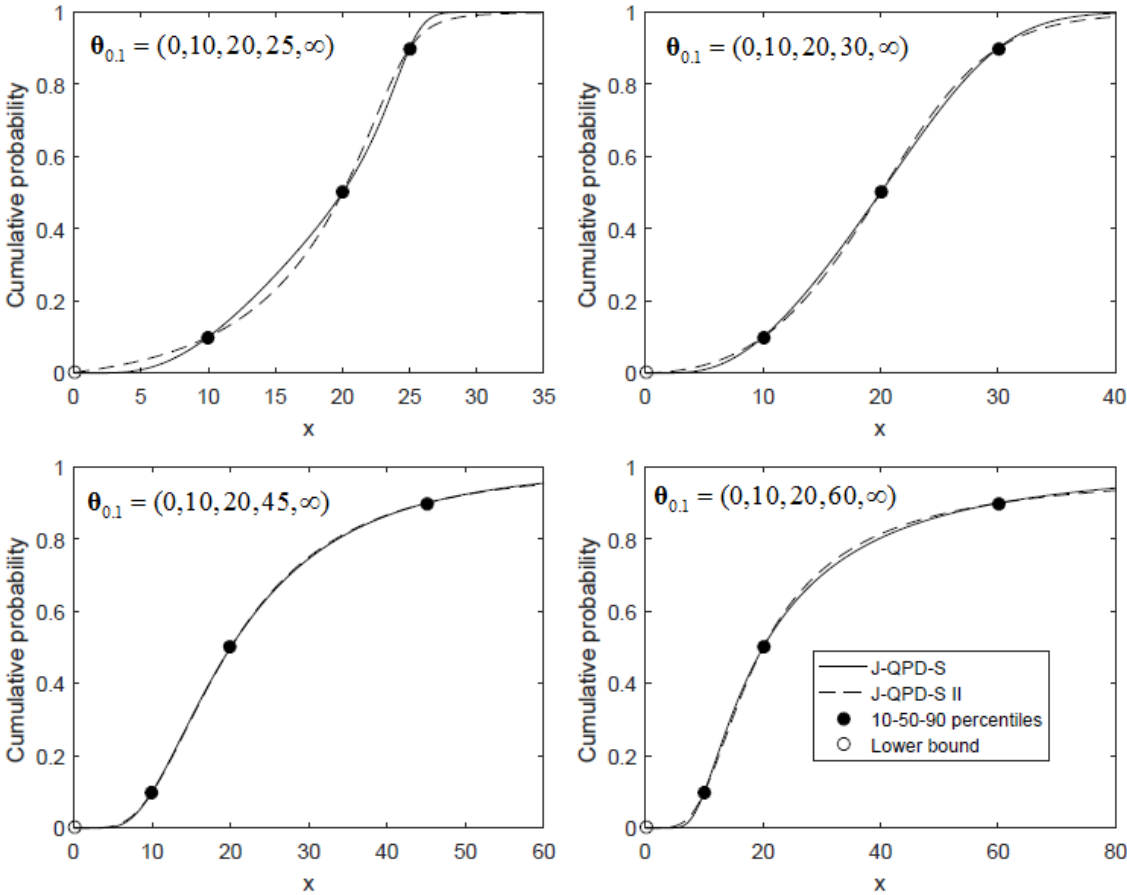 θ0.1 = (0,10,20,25,∞)
Cumulative probability
1
0.8
0.6
0.4
0.2
0
0 5 10 15 20 25 30 35
x
θ0.1 = (0,10,20,30,∞)
Cumulative probability
1
0.8
0.6
0.4
0.2
0
0 10 20 30 40
x
θ0.1 = (0,10,20,45,∞)
Cumulative probability
1
0.8
0.6
0.4
0.2
0
0 10 20 30 40 50 60
x
θ0.1 = (0,10,20,60,∞)
Cumulative probability
1
0.8
0.6
0.4
0.2
0
J-QPD-S
J-QPD-S II
10-50-90 percentiles
Lower bound
0 20 40 60 80
x